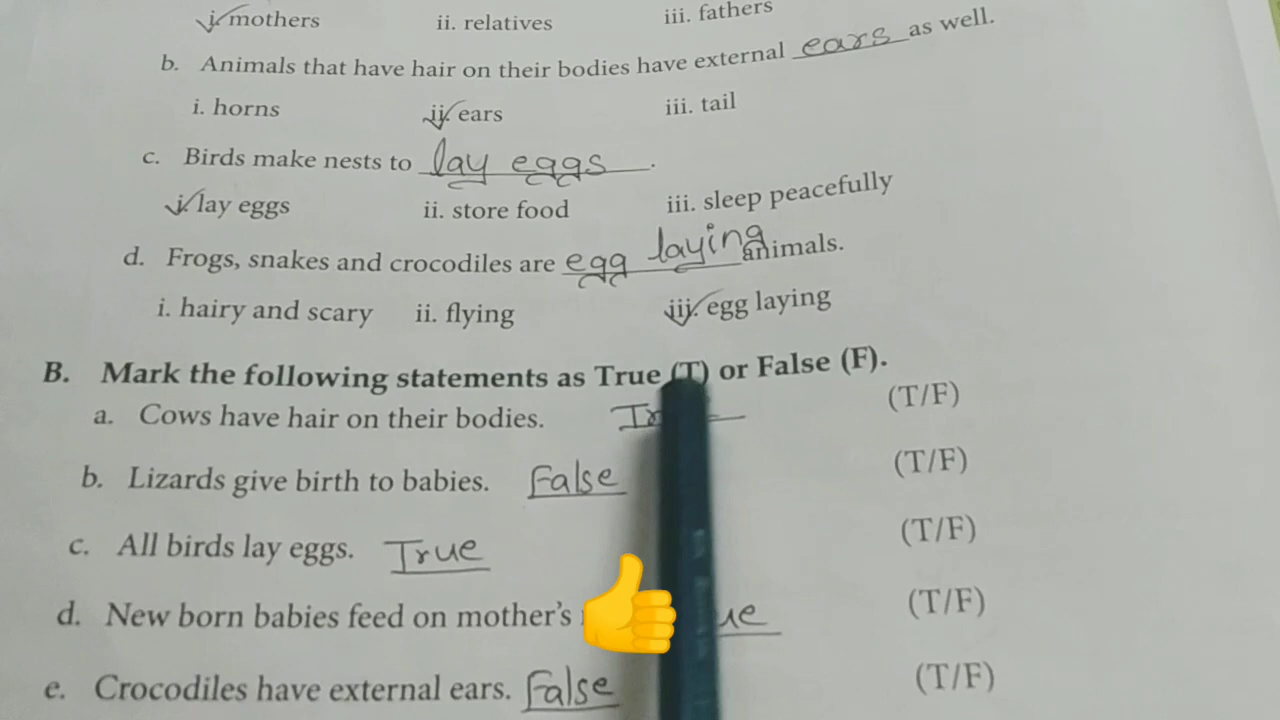 i. mothers ii. relatives iii. fathers
b. Animals that have hair on their bodies have external ears as well.
i. horns ii. ears iii. tail
c. Birds make nests to lay eggs.
i. lay eggs ii. store food iii. sleep peacefully
d. Frogs, snakes and crocodiles are egg laying animals.
i. hairy and scary ii. flying iii. egg laying
B. Mark the following statements as True (T) or False (F).
a. Cows have hair on their bodies. (T/F)
b. Lizards give birth to babies. False (T/F)
c. All birds lay eggs. True (T/F)
d. New born babies feed on mother's (T/F)
e. Crocodiles have external ears. False (T/F)